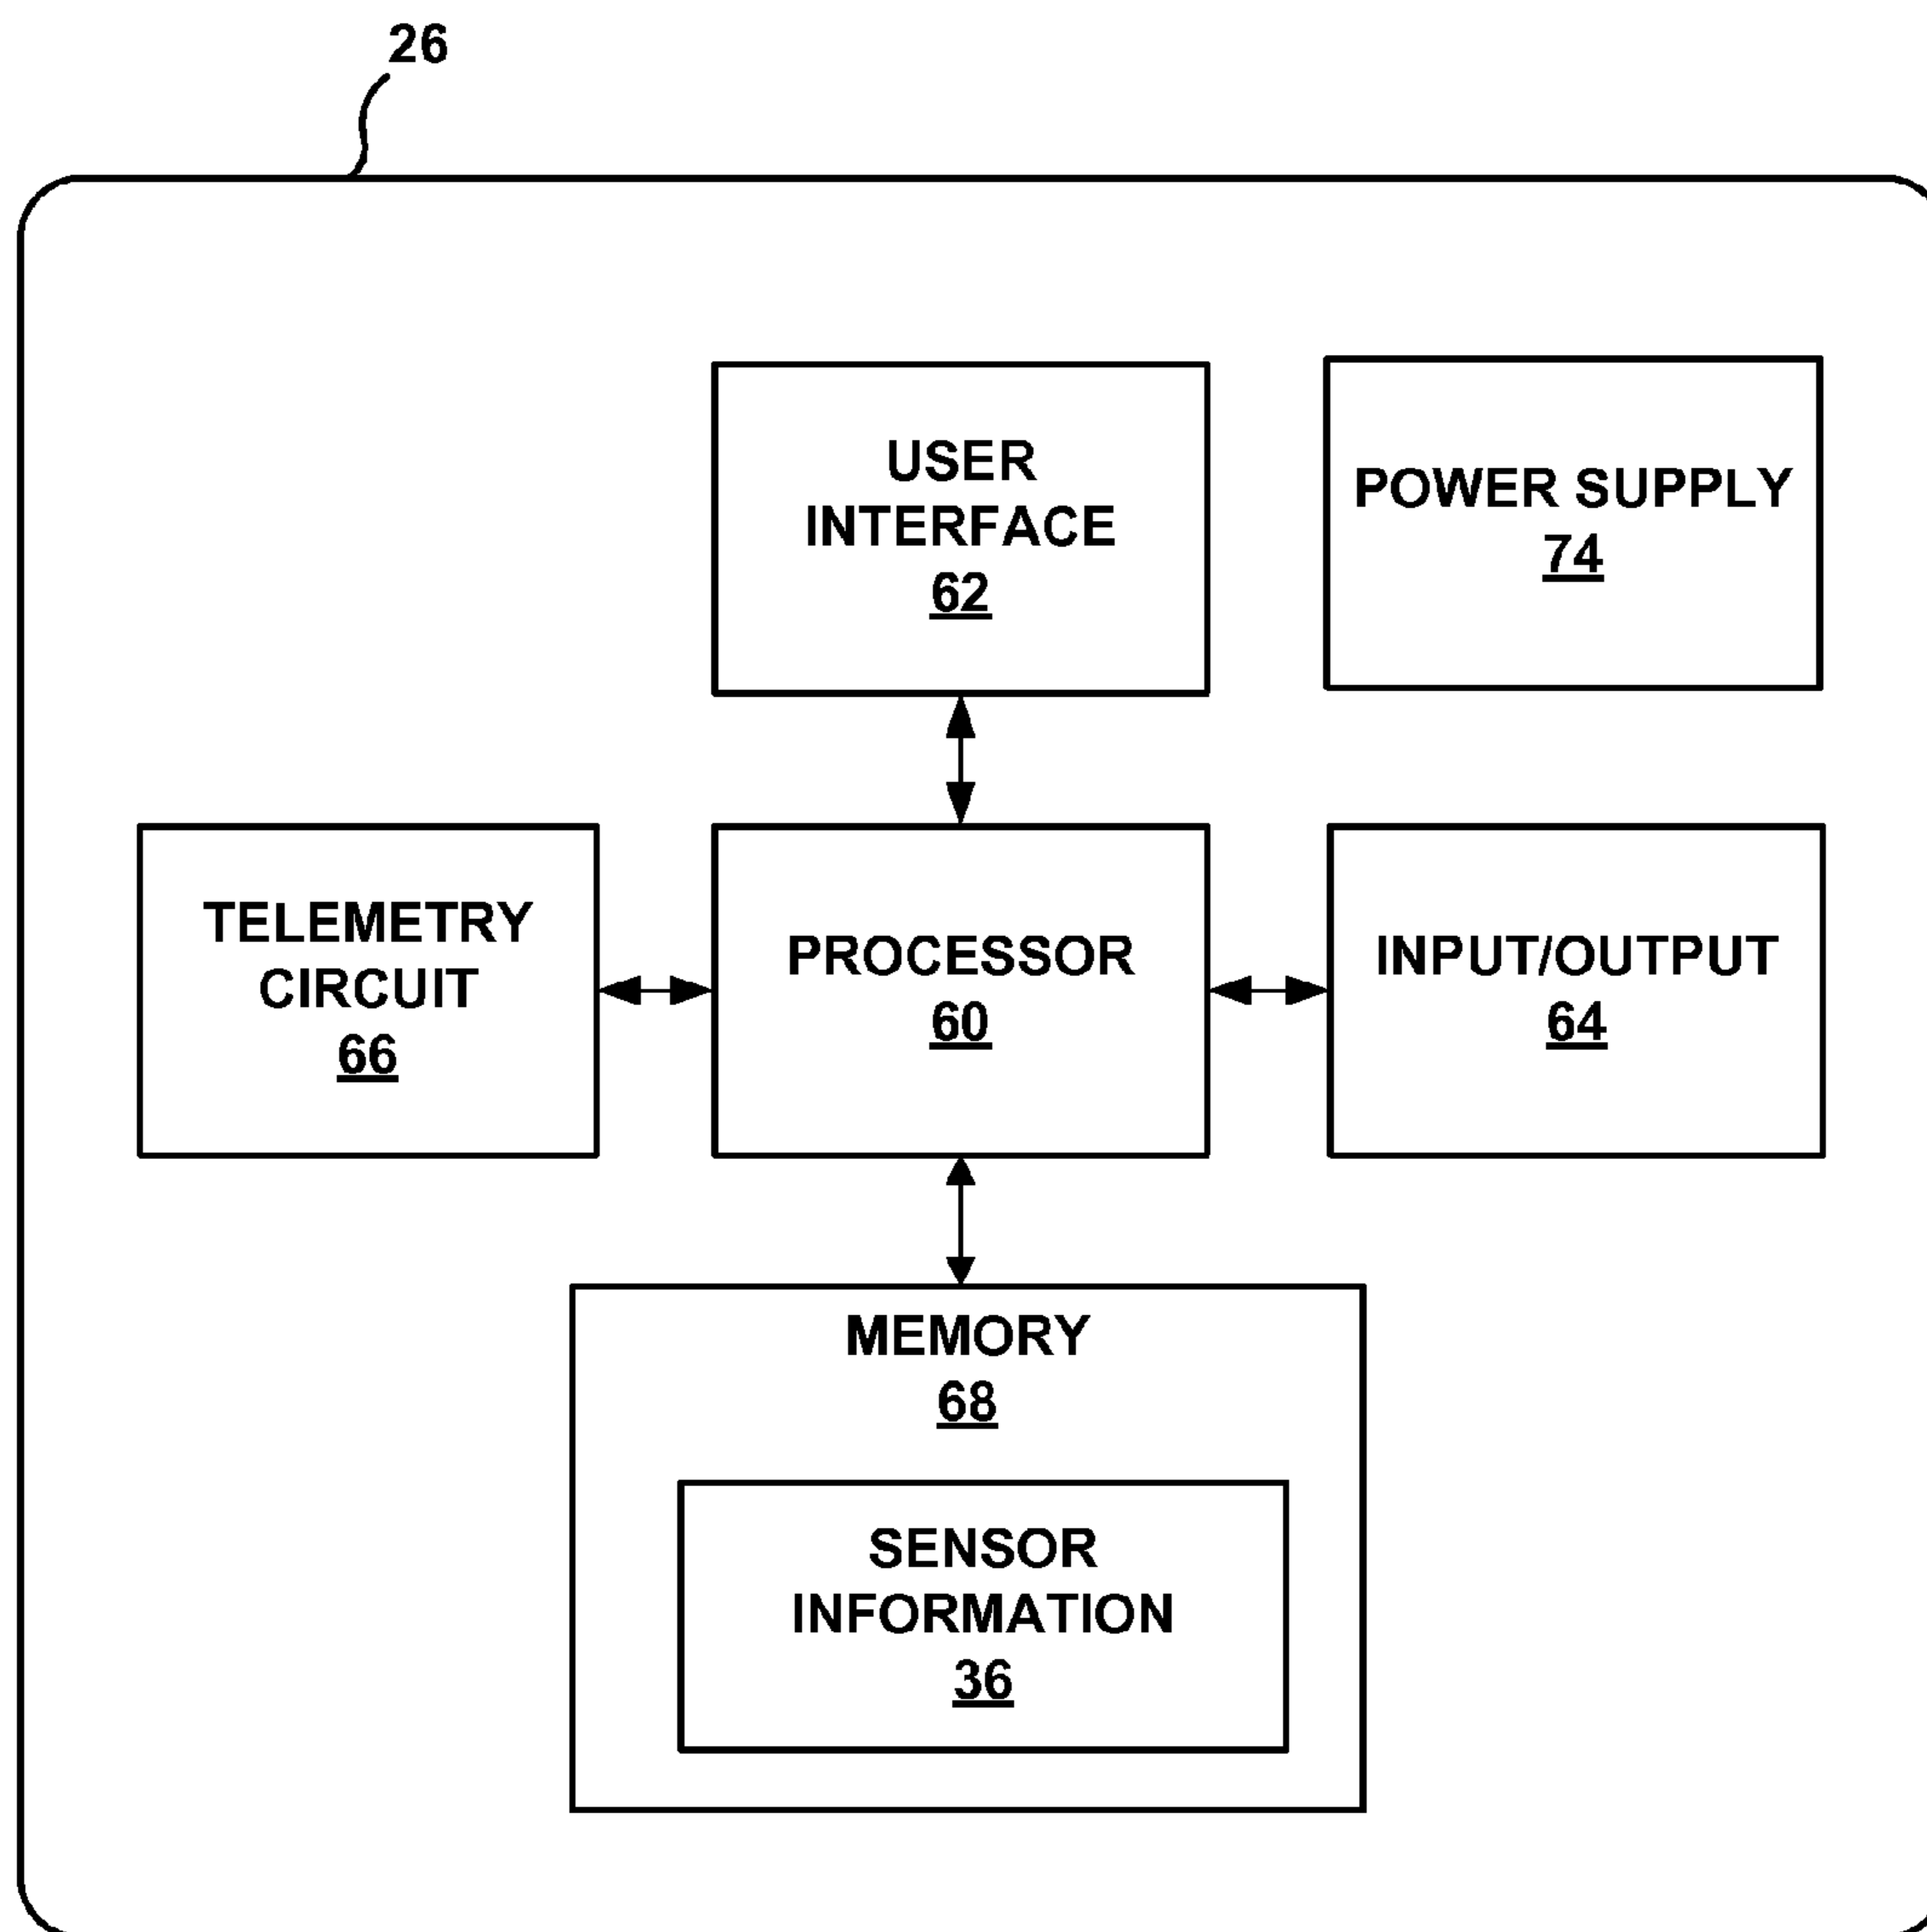 26
USER
INTERFACE
62
POWER SUPPLY
74
TELEMETRY
CIRCUIT
66
PROCESSOR
60
INPUT/OUTPUT
64
MEMORY
68
SENSOR
INFORMATION
36